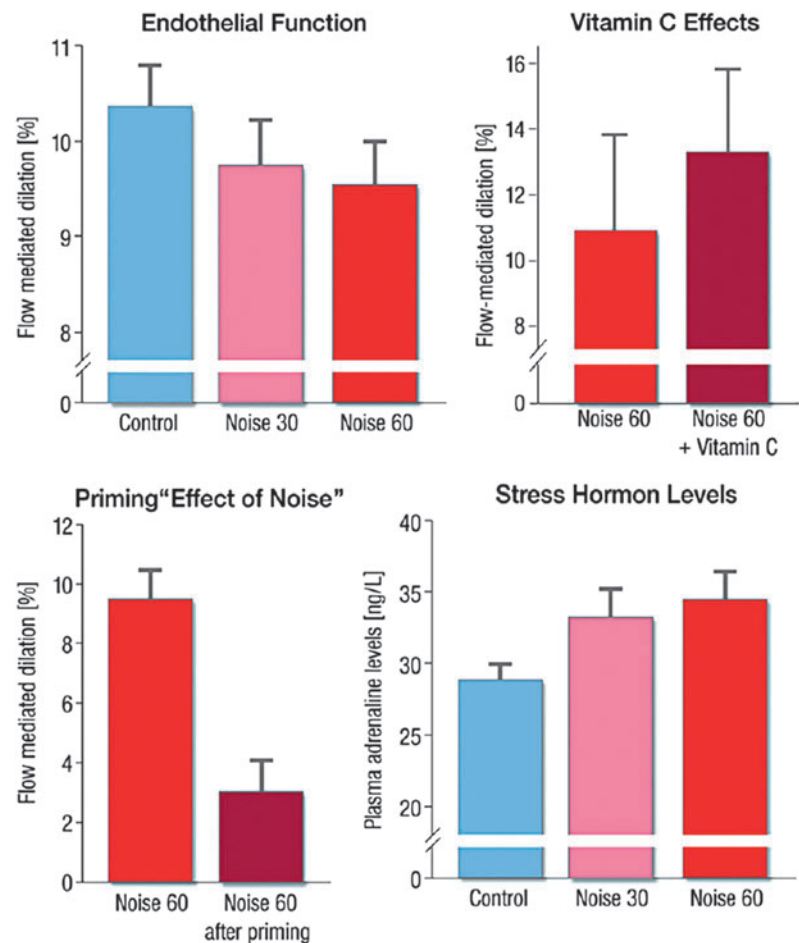 Endothelial Function
Flow mediated dilation [%]
11
10
9
8
0
Control
Noise 30
Noise 60
Vitamin C Effects
Flow-mediated dilation [%]
16
14
12
10
8
0
Noise 60
Noise 60
+ Vitamin C
Priming“Effect of Noise”
Flow mediated dilation [%]
12
10
8
6
4
2
0
Noise 60
Noise 60
after priming
Stress Hormon Levels
Plasma adrenaline levels [ng/L]
40
35
30
25
20
0
Control
Noise 30
Noise 60